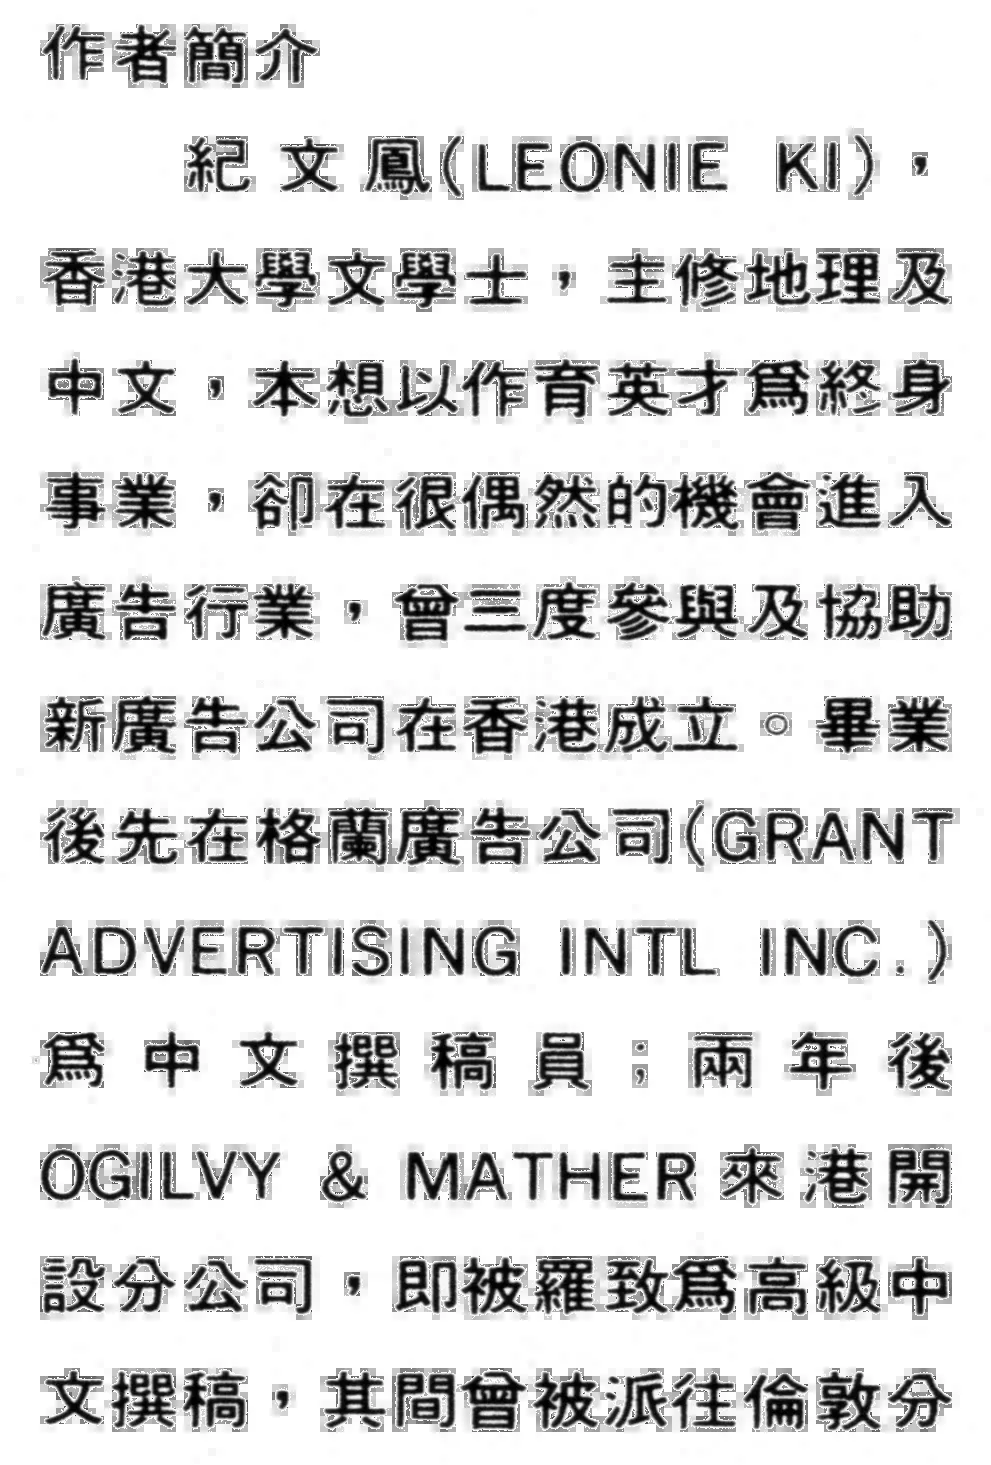 作者簡介
紀文鳳(LEONIE KI)，
香港大學文學士，主修地理及
中文，本想以作育英才爲終身
事業，卻在很偶然的機會進入
廣告行業，曾三度參與及協助
新廣告公司在香港成立。畢業
後先在格蘭廣告公司(GRANT
ADVERTISING INTL INC.)
爲中文撰稿員；兩年後
OGILVY & MATHER 來港開
設分公司，即被羅致爲高級中
文撰稿，其間曾被派往倫敦分